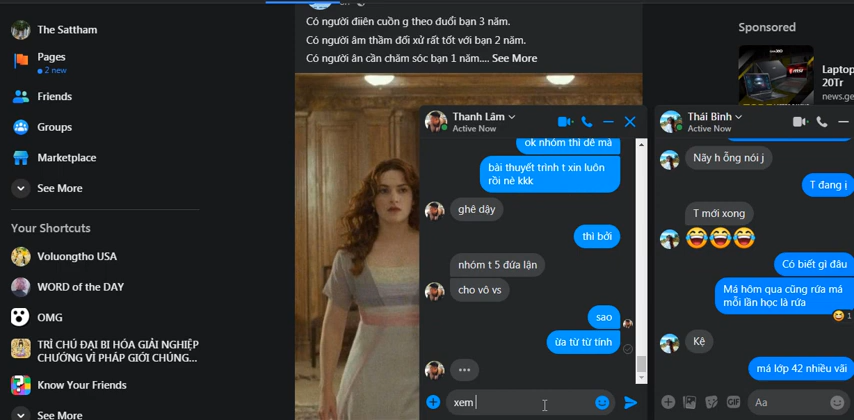 The Sattham
Pages
2 new
Friends
Groups
Marketplace
See More
Your Shortcuts
Voluongtho USA
WORD of the DAY
OMG
TRÌ CHÚ ĐẠI BI HÓA GIẢI NGHIỆP
CHƯỚNG VÌ PHÁP GIỚI CHÚNG...
Know Your Friends
See More
Có người điiên cuồn g theo đuổi bạn 3 năm.
Có người âm thầm đối xử rất tốt với bạn 2 năm.
Có người ân cần chăm sóc bạn 1 năm.... See More
Sponsored
Laptop
20Tr
news.ge
Thanh Lâm
Active Now
ok nhóm thì dễ mà
bài thuyết trình t xin luôn
rồi nè kkk
ghê dậy
thì bởi
nhóm t 5 đứa lận
cho vô vs
sao
ừa từ từ tính
xem
Thái Bình
Active Now
Nãy h ổng nói j
T đang ị
T mới xong
Có biết gì đâu
Má hôm qua cũng rứa má
mỗi lần học là rứa
1
Kệ
má lớp 42 nhiều vãi
GIF
Aa